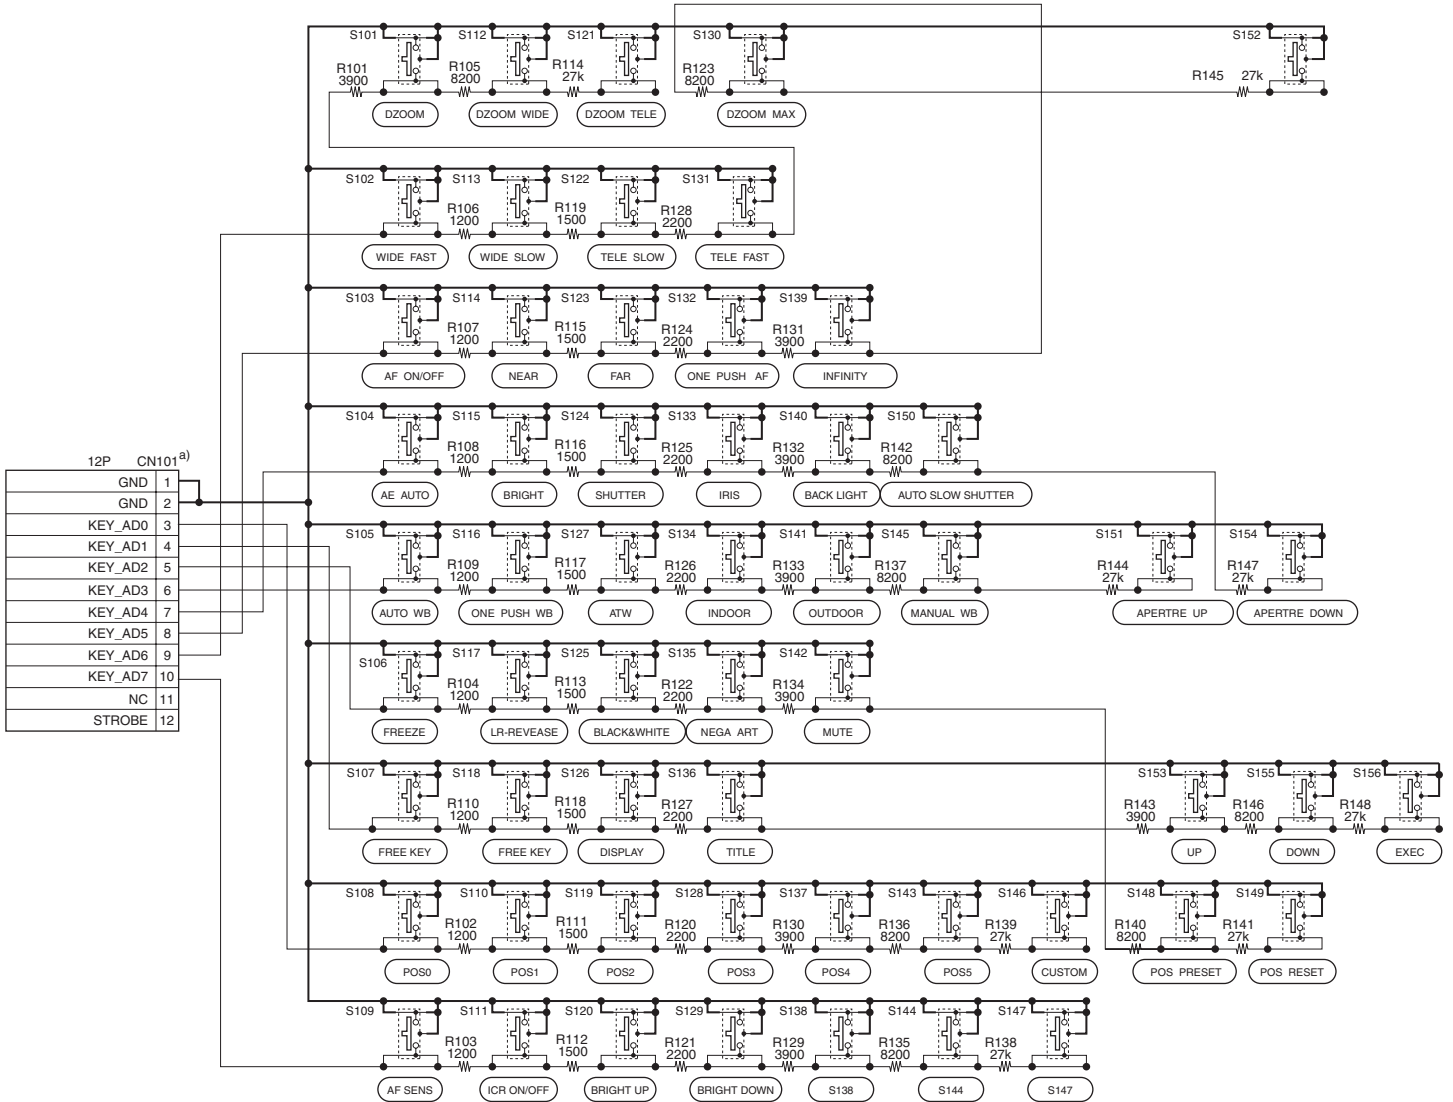 S101 S112 S121 S130 S152
R101 3900 R105 8200 R114 27k R123 8200 R145 27k
DZOOM DZOOM WIDE DZOOM TELE DZOOM MAX
S102 S113 S122 S131
R106 1200 R119 1500 R128 2200
WIDE FAST WIDE SLOW TELE SLOW TELE FAST
S103 S114 S123 S132 S139
R107 1200 R115 1500 R124 2200 R131 3900
AF ON/OFF NEAR FAR ONE PUSH AF INFINITY
S104 S115 S124 S133 S140 S150
R108 1200 R116 1500 R125 2200 R132 3900 R142 8200
AE AUTO BRIGHT SHUTTER IRIS BACK LIGHT AUTO SLOW SHUTTER
12P CN101 a)
GND 1
GND 2
KEY_AD0 3
KEY_AD1 4
KEY_AD2 5
KEY_AD3 6
KEY_AD4 7
KEY_AD5 8
KEY_AD6 9
KEY_AD7 10
NC 11
STROBE 12
S105 S116 S127 S134 S141 S145 S151 S154
R109 1200 R117 1500 R126 2200 R133 3900 R137 8200 R144 27k R147 27k
AUTO WB ONE PUSH WB ATW INDOOR OUTDOOR MANUAL WB APERTRE UP APERTRE DOWN
S106 S117 S125 S135 S142
R104 1200 R113 1500 R122 2200 R134 3900
FREEZE LR-REVEASE BLACK&WHITE NEGA ART MUTE
S107 S118 S126 S136 S153 S155 S156
R110 1200 R118 1500 R127 2200 R143 3900 R146 8200 R148 27k
FREE KEY FREE KEY DISPLAY TITLE UP DOWN EXEC
S108 S110 S119 S128 S137 S143 S146 S148 S149
R102 1200 R111 1500 R120 2200 R130 3900 R136 8200 R139 27k R140 8200 R141 27k
POS0 POS1 POS2 POS3 POS4 POS5 CUSTOM POS PRESET POS RESET
S109 S111 S120 S129 S138 S144 S147
R103 1200 R112 1500 R121 2200 R129 3900 R135 8200 R138 27k
AF SENS ICR ON/OFF BRIGHT UP BRIGHT DOWN S138 S144 S147